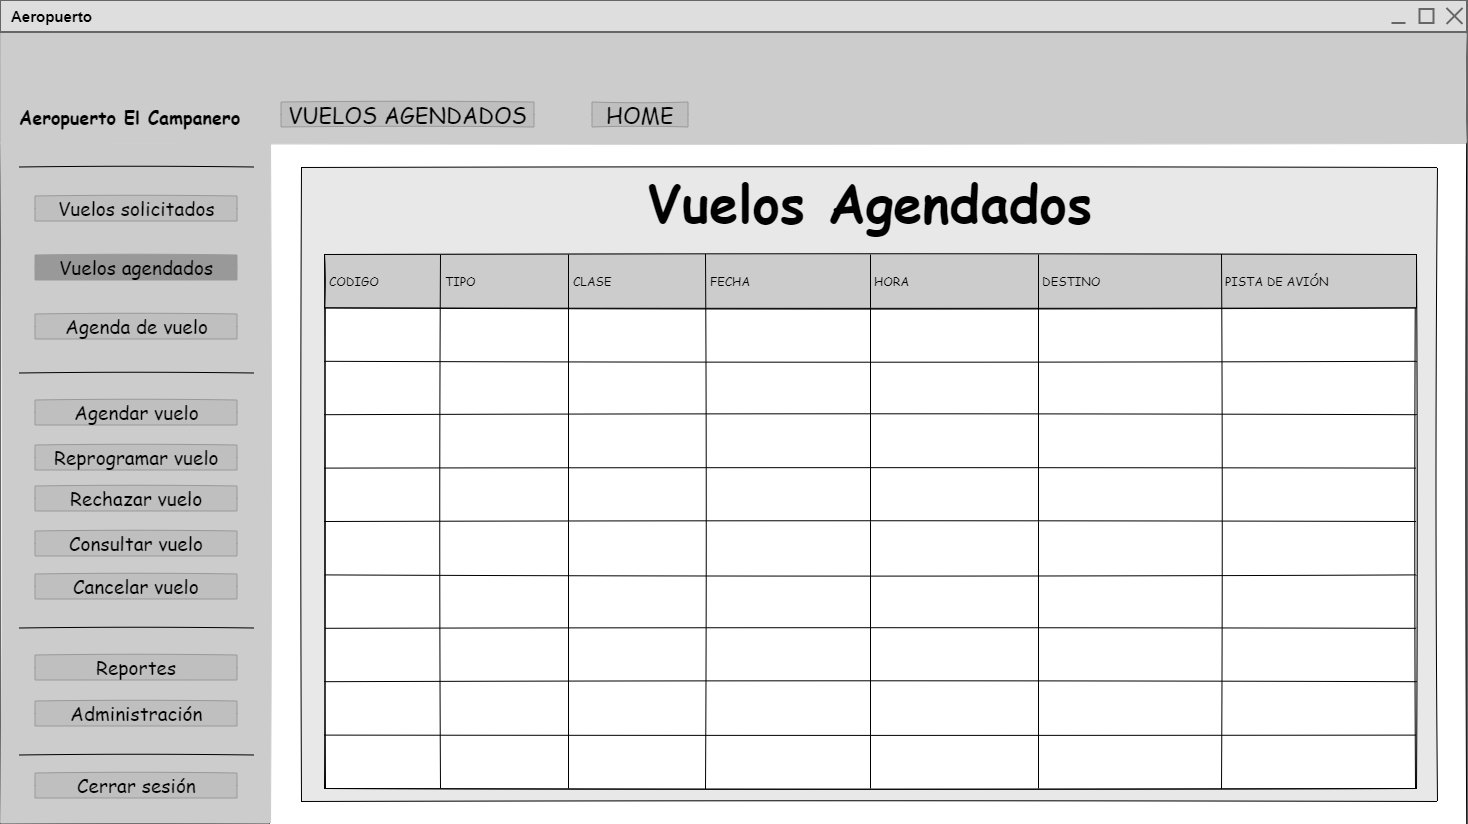 Aeropuerto
Aeropuerto El Campanero
VUELOS AGENDADOS
HOME
Vuelos solicitados
Vuelos agendados
Agenda de vuelo
Agendar vuelo
Reprogramar vuelo
Rechazar vuelo
Consultar vuelo
Cancelar vuelo
Reportes
Administración
Cerrar sesión
Vuelos Agendados
CODIGO TIPO CLASE FECHA HORA DESTINO PISTA DE AVIÓN